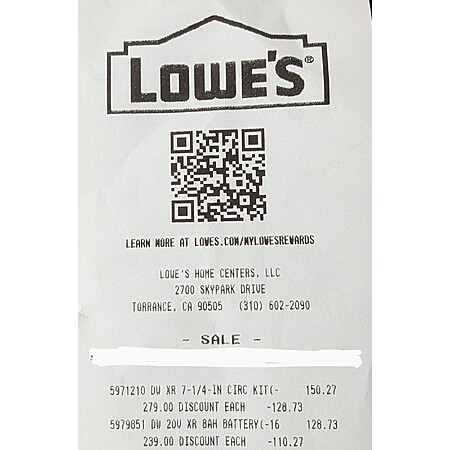 LOWE'S®
LEARN MORE AT LOWES.COM/MYLOWESREWARDS
LOWE'S HOME CENTERS, LLC
2700 SKYPARK DRIVE
TORRANCE, CA 90505 (310) 602-2090
- SALE -
5971210 DW XR 7-1/4-IN CIRC KIT(- 150.27
279.00 DISCOUNT EACH -128.73
5979851 DW 20V XR 8AH BATTERY(-16 128.73
239.00 DISCOUNT EACH -110.27